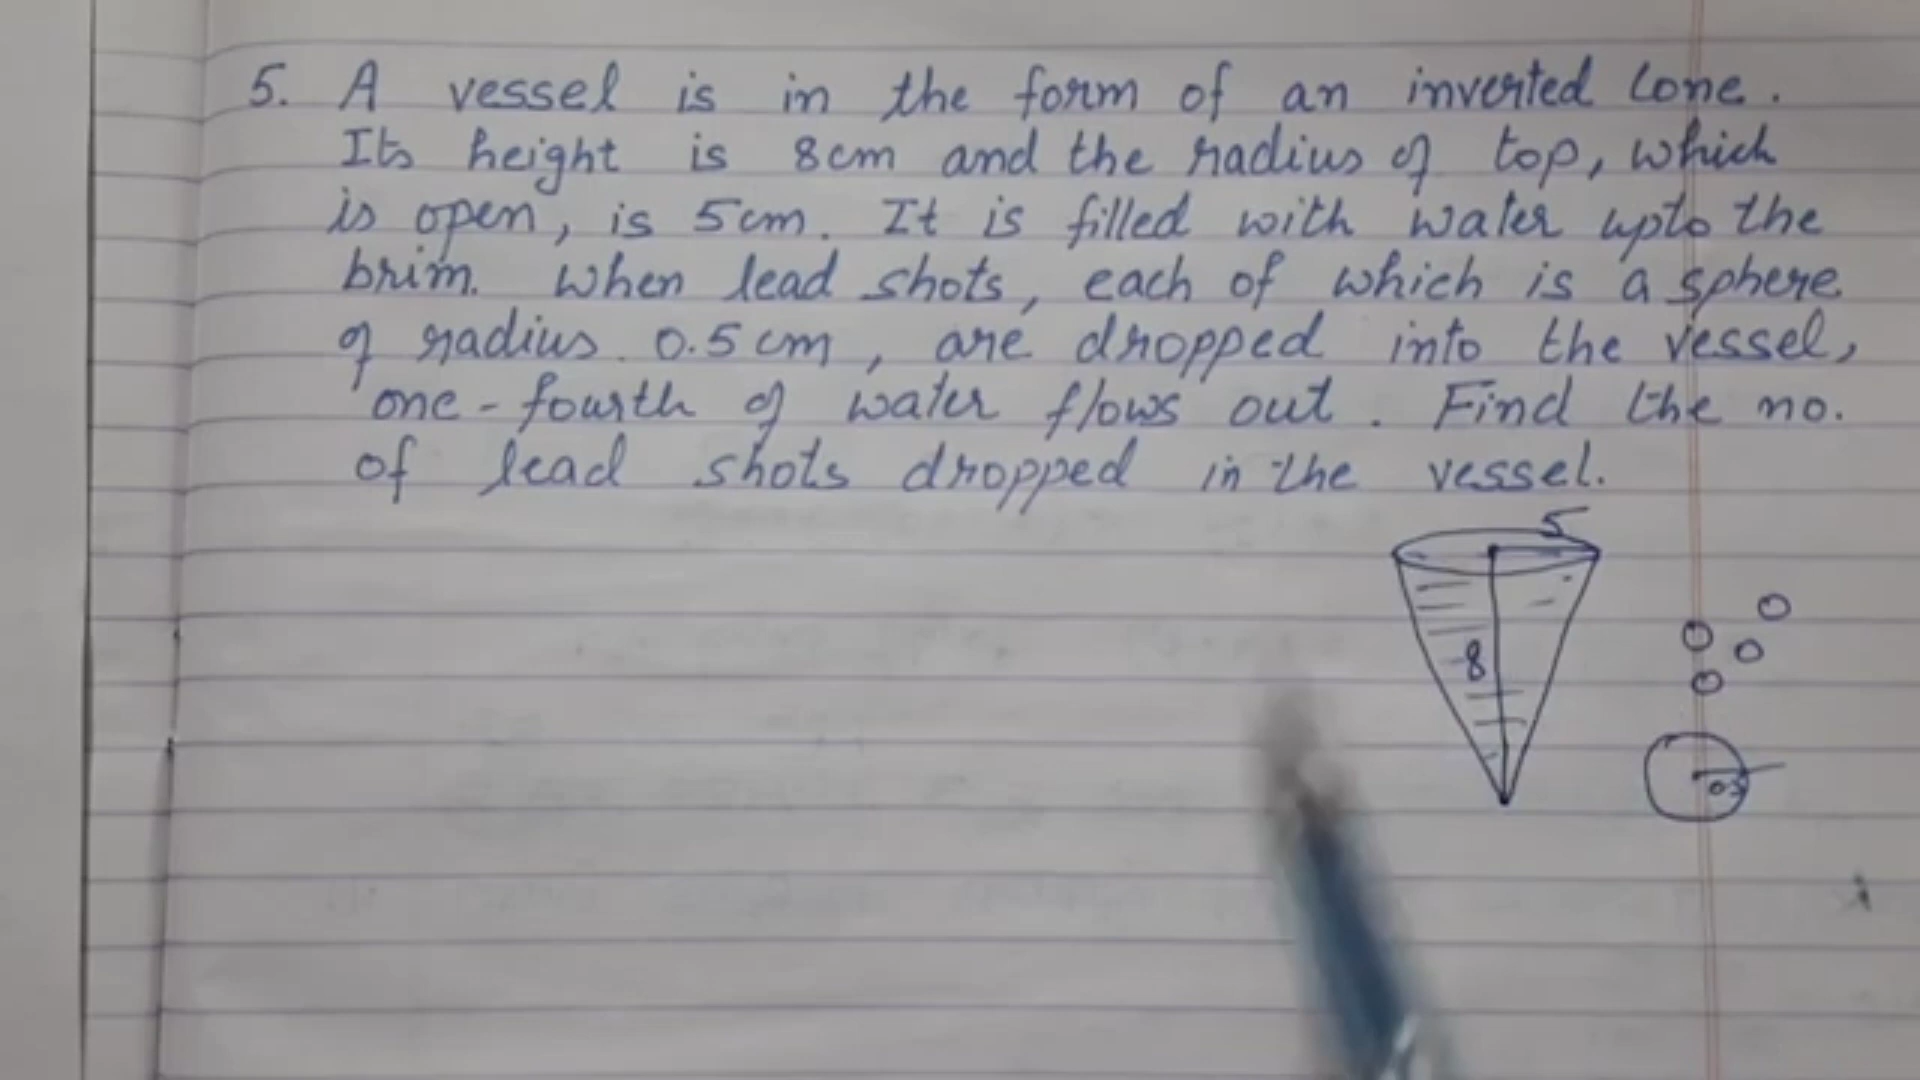 5. A vessel is in the form of an inverted Cone.
Its height is 8cm and the radius of top, which
is open, is 5cm. It is filled with water upto the
brim. When lead shots, each of which is a sphere
of radius 0.5cm, are dropped into the vessel,
one-fourth of water flows out. Find the no.
of lead shots dropped in the vessel.
5
8